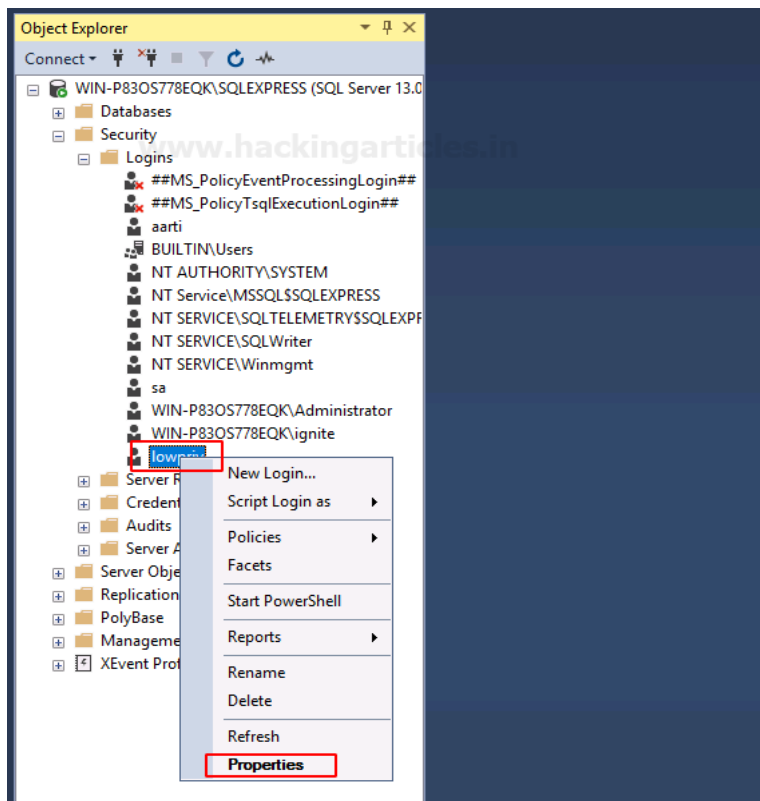 Object Explorer
Connect
WIN-P83OS778EQK\SQLEXPRESS (SQL Server 13.0
Databases
Security
www.hackingarticles.in
Logins
##MS_PolicyEventProcessingLogin##
##MS_PolicyTsqlExecutionLogin##
aarti
BUILTIN\Users
NT AUTHORITY\SYSTEM
NT Service\MSSQL$SQLEXPRESS
NT SERVICE\SQLTELEMETRY$SQLEXPR
NT SERVICE\SQLWriter
NT SERVICE\Winmgmt
sa
WIN-P83OS778EQK\Administrator
WIN-P83OS778EQK\ignite
lowpriv
Server R
Credent
Audits
Server A
Server Obje
Replication
PolyBase
Manageme
XEvent Prof
New Login...
Script Login as
Policies
Facets
Start PowerShell
Reports
Rename
Delete
Refresh
Properties